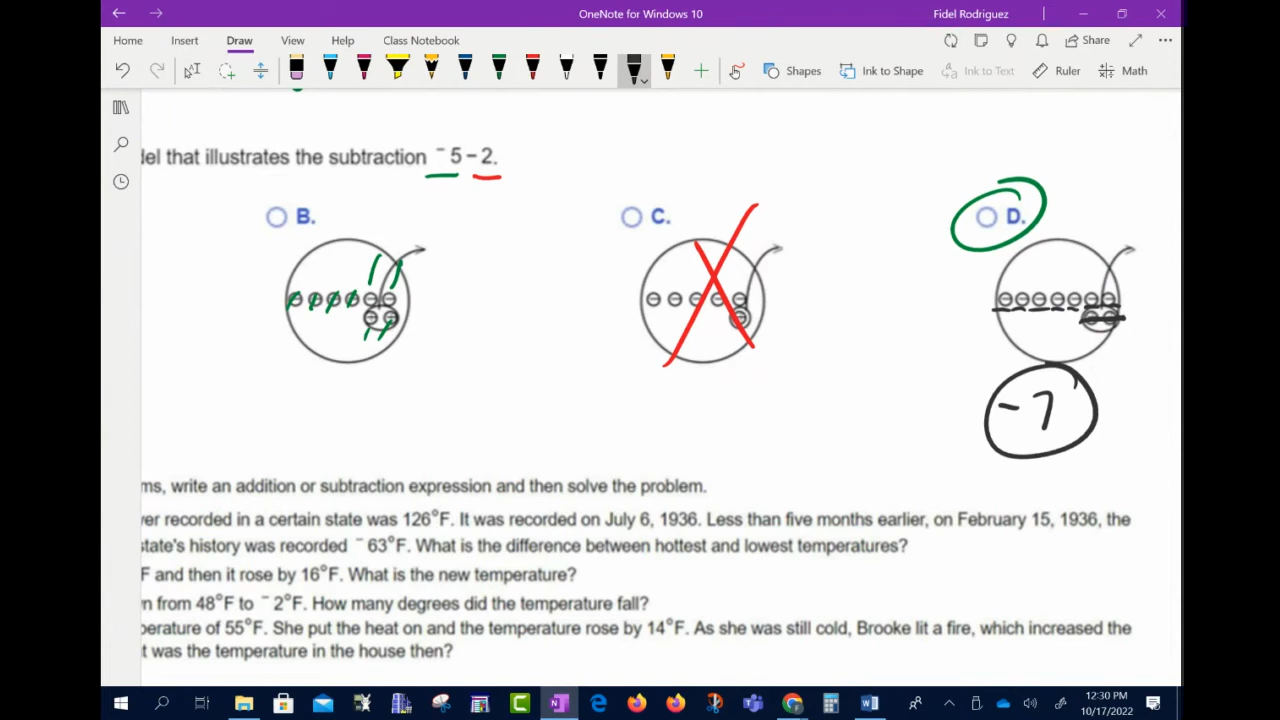 OneNote for Windows 10
Fidel Rodriguez
Home Insert Draw View Help Class Notebook Share
Shapes Ink to Shape Ink to Text Ruler Math
del that illustrates the subtraction ⁻5 − 2.
B. C. D.
-7
ms, write an addition or subtraction expression and then solve the problem.
ver recorded in a certain state was 126°F. It was recorded on July 6, 1936. Less than five months earlier, on February 15, 1936, the
state's history was recorded ⁻63°F. What is the difference between hottest and lowest temperatures?
F and then it rose by 16°F. What is the new temperature?
n from 48°F to ⁻2°F. How many degrees did the temperature fall?
perature of 55°F. She put the heat on and the temperature rose by 14°F. As she was still cold, Brooke lit a fire, which increased the
t was the temperature in the house then?
12:30 PM
10/17/2022